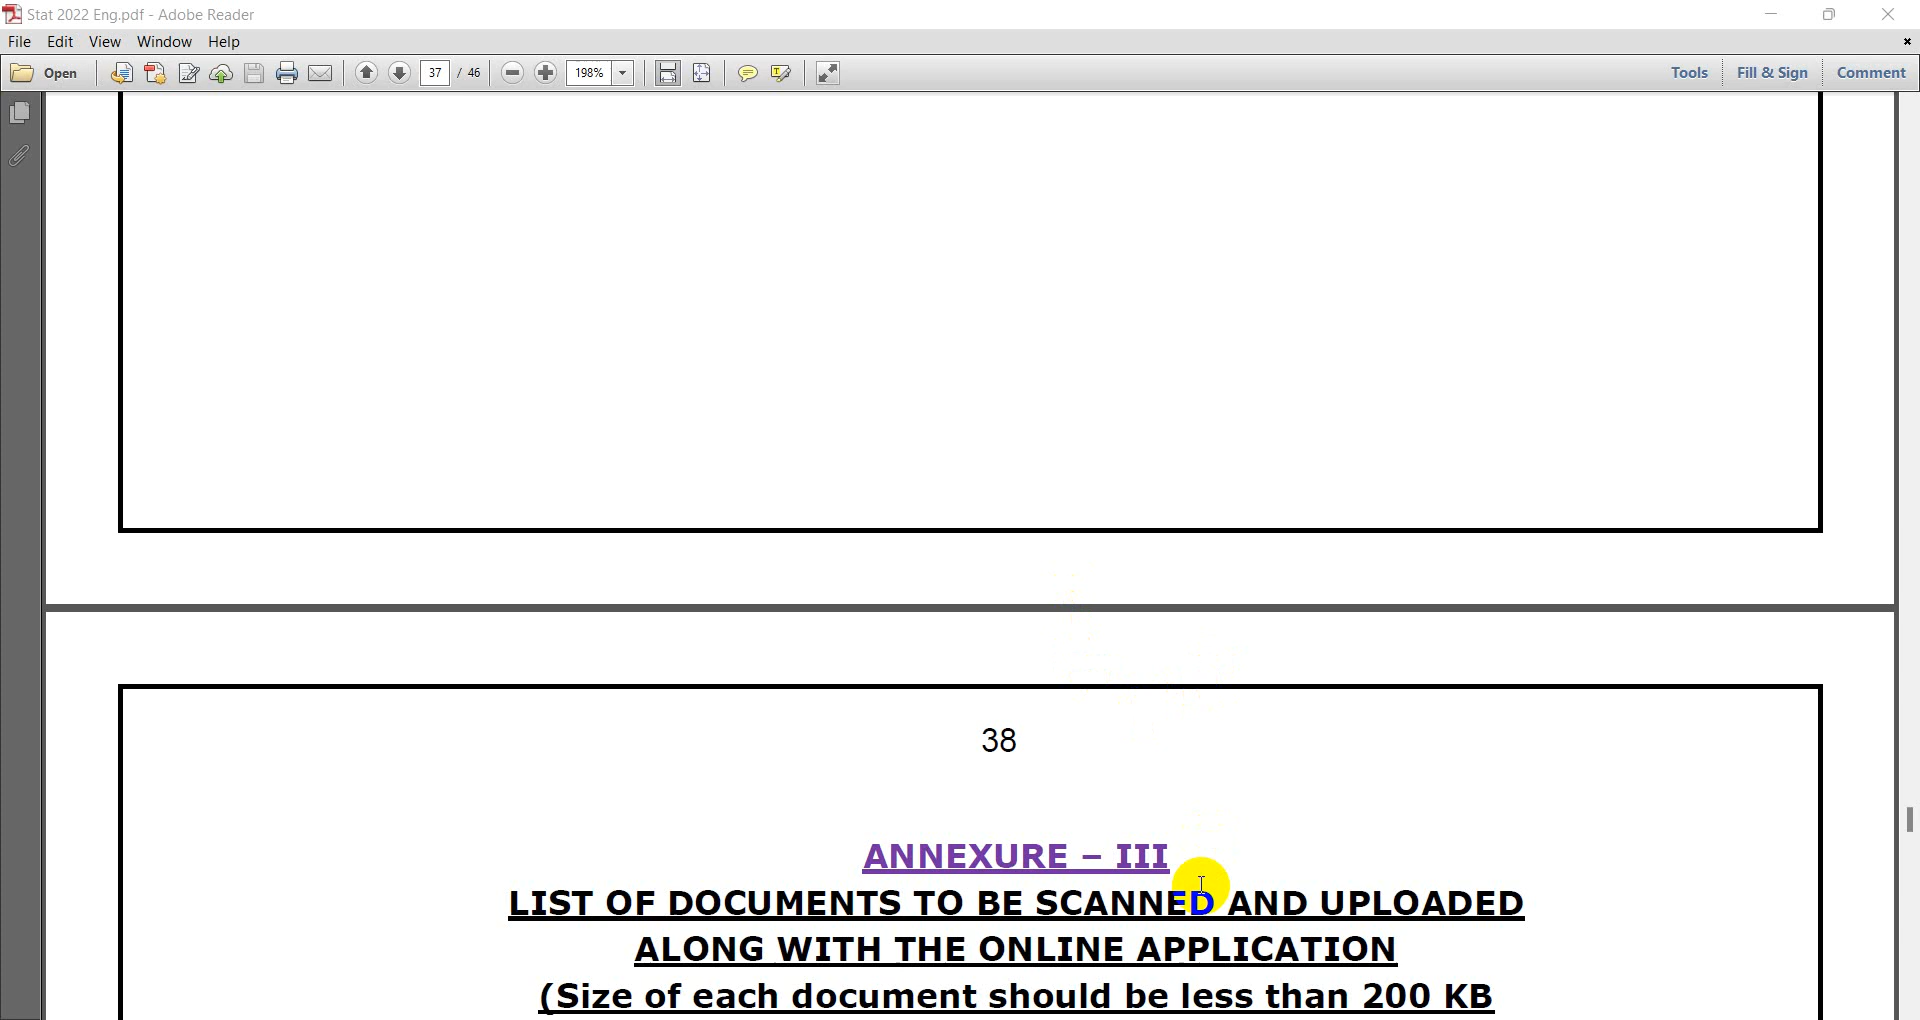 Stat 2022 Eng.pdf - Adobe Reader
File Edit View Window Help
Open 37 / 46 198% Tools Fill & Sign Comment
38
ANNEXURE – III
LIST OF DOCUMENTS TO BE SCANNED AND UPLOADED
ALONG WITH THE ONLINE APPLICATION
(Size of each document should be less than 200 KB